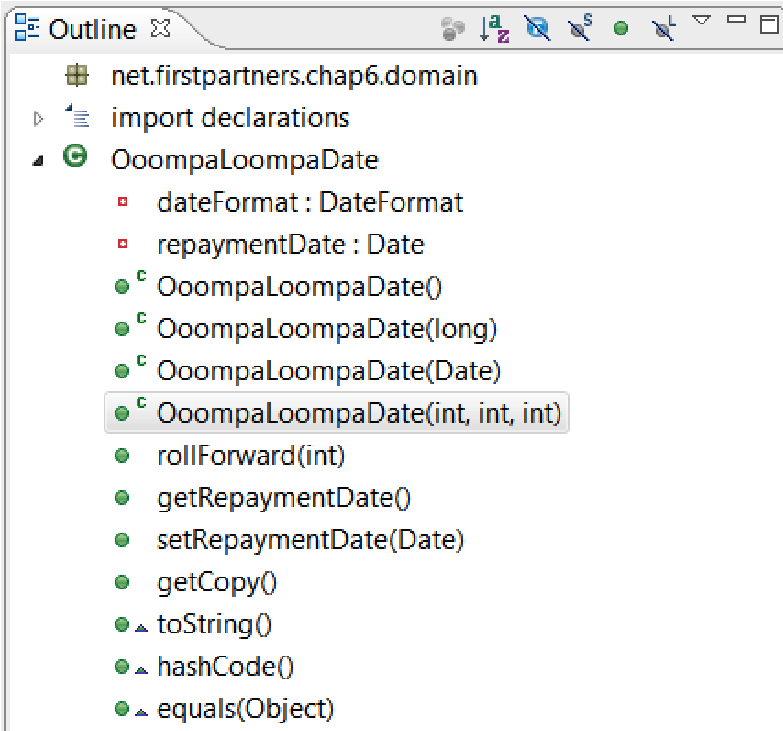 Outline
net.firstpartners.chap6.domain
import declarations
OoompaLoompaDate
dateFormat : DateFormat
repaymentDate : Date
OoompaLoompaDate()
OoompaLoompaDate(long)
OoompaLoompaDate(Date)
OoompaLoompaDate(int, int, int)
rollForward(int)
getRepaymentDate()
setRepaymentDate(Date)
getCopy()
toString()
hashCode()
equals(Object)